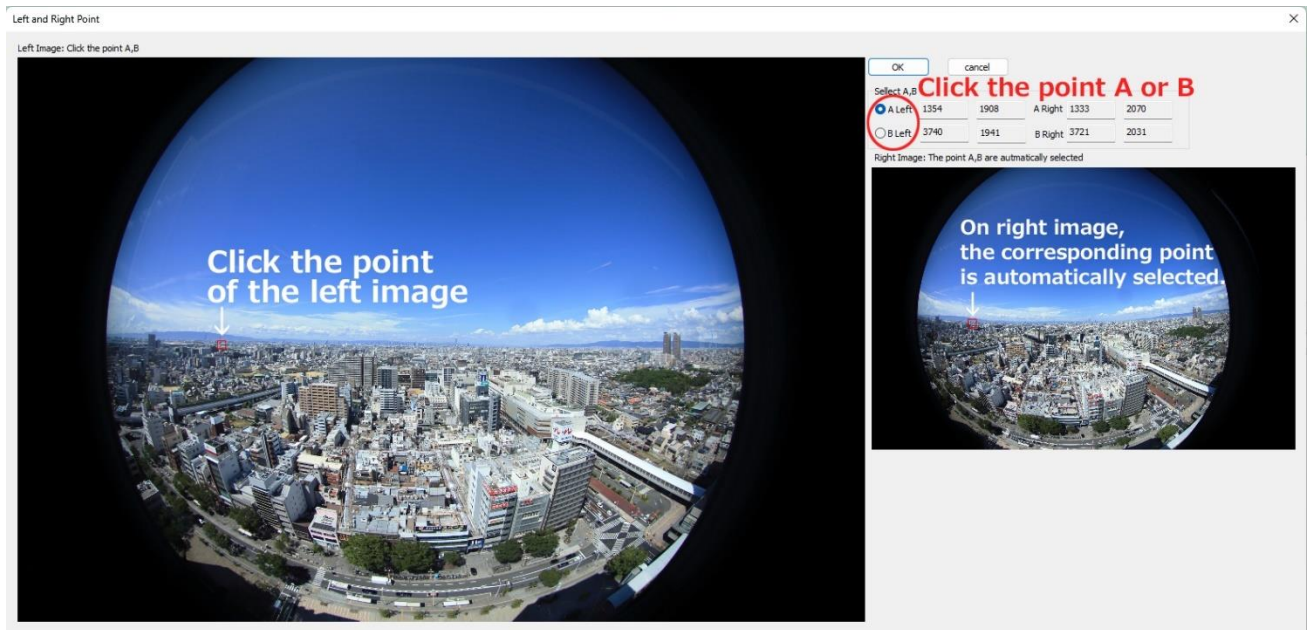 Left and Right Point
Left Image: Click the point A,B
OK cancel
Sellect A,B
Click the point A or B
A Left 1354 1908 A Right 1333 2070
B Left 3740 1941 B Right 3721 2031
Right Image: The point A,B are autmatically selected
Click the point
of the left image
On right image,
the corresponding point
is automatically selected.